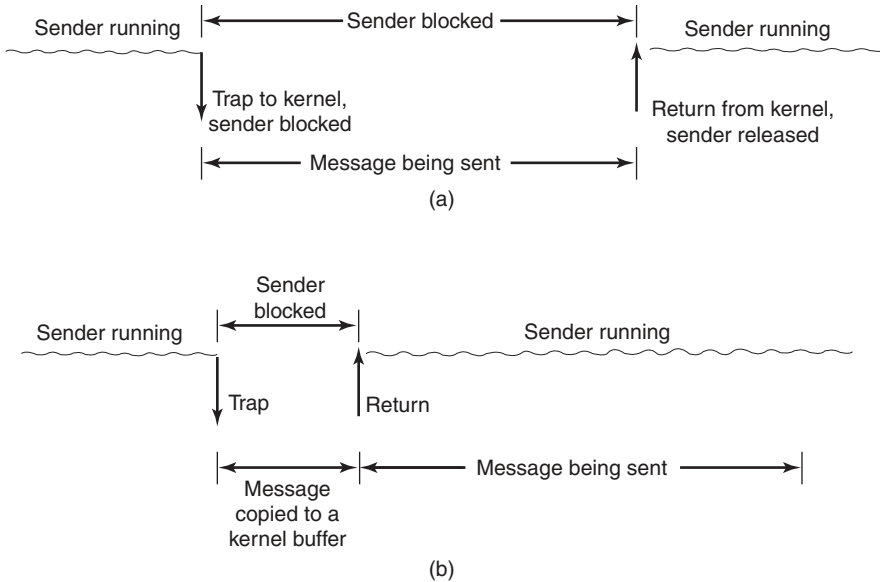 Sender blocked
Sender running
Sender running
Trap to kernel,
sender blocked
Return from kernel,
sender released
Message being sent
(a)
Sender
blocked
Sender running
Sender running
Trap
Return
Message being sent
Message
copied to a
kernel buffer
(b)